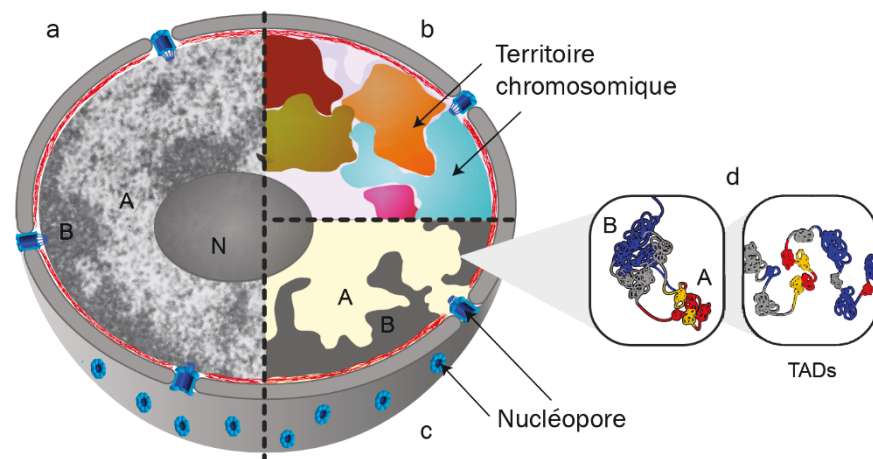 a
b
Territoire
chromosomique
A
B
N
A
B
Nucléopore
c
d
B
A
TADs